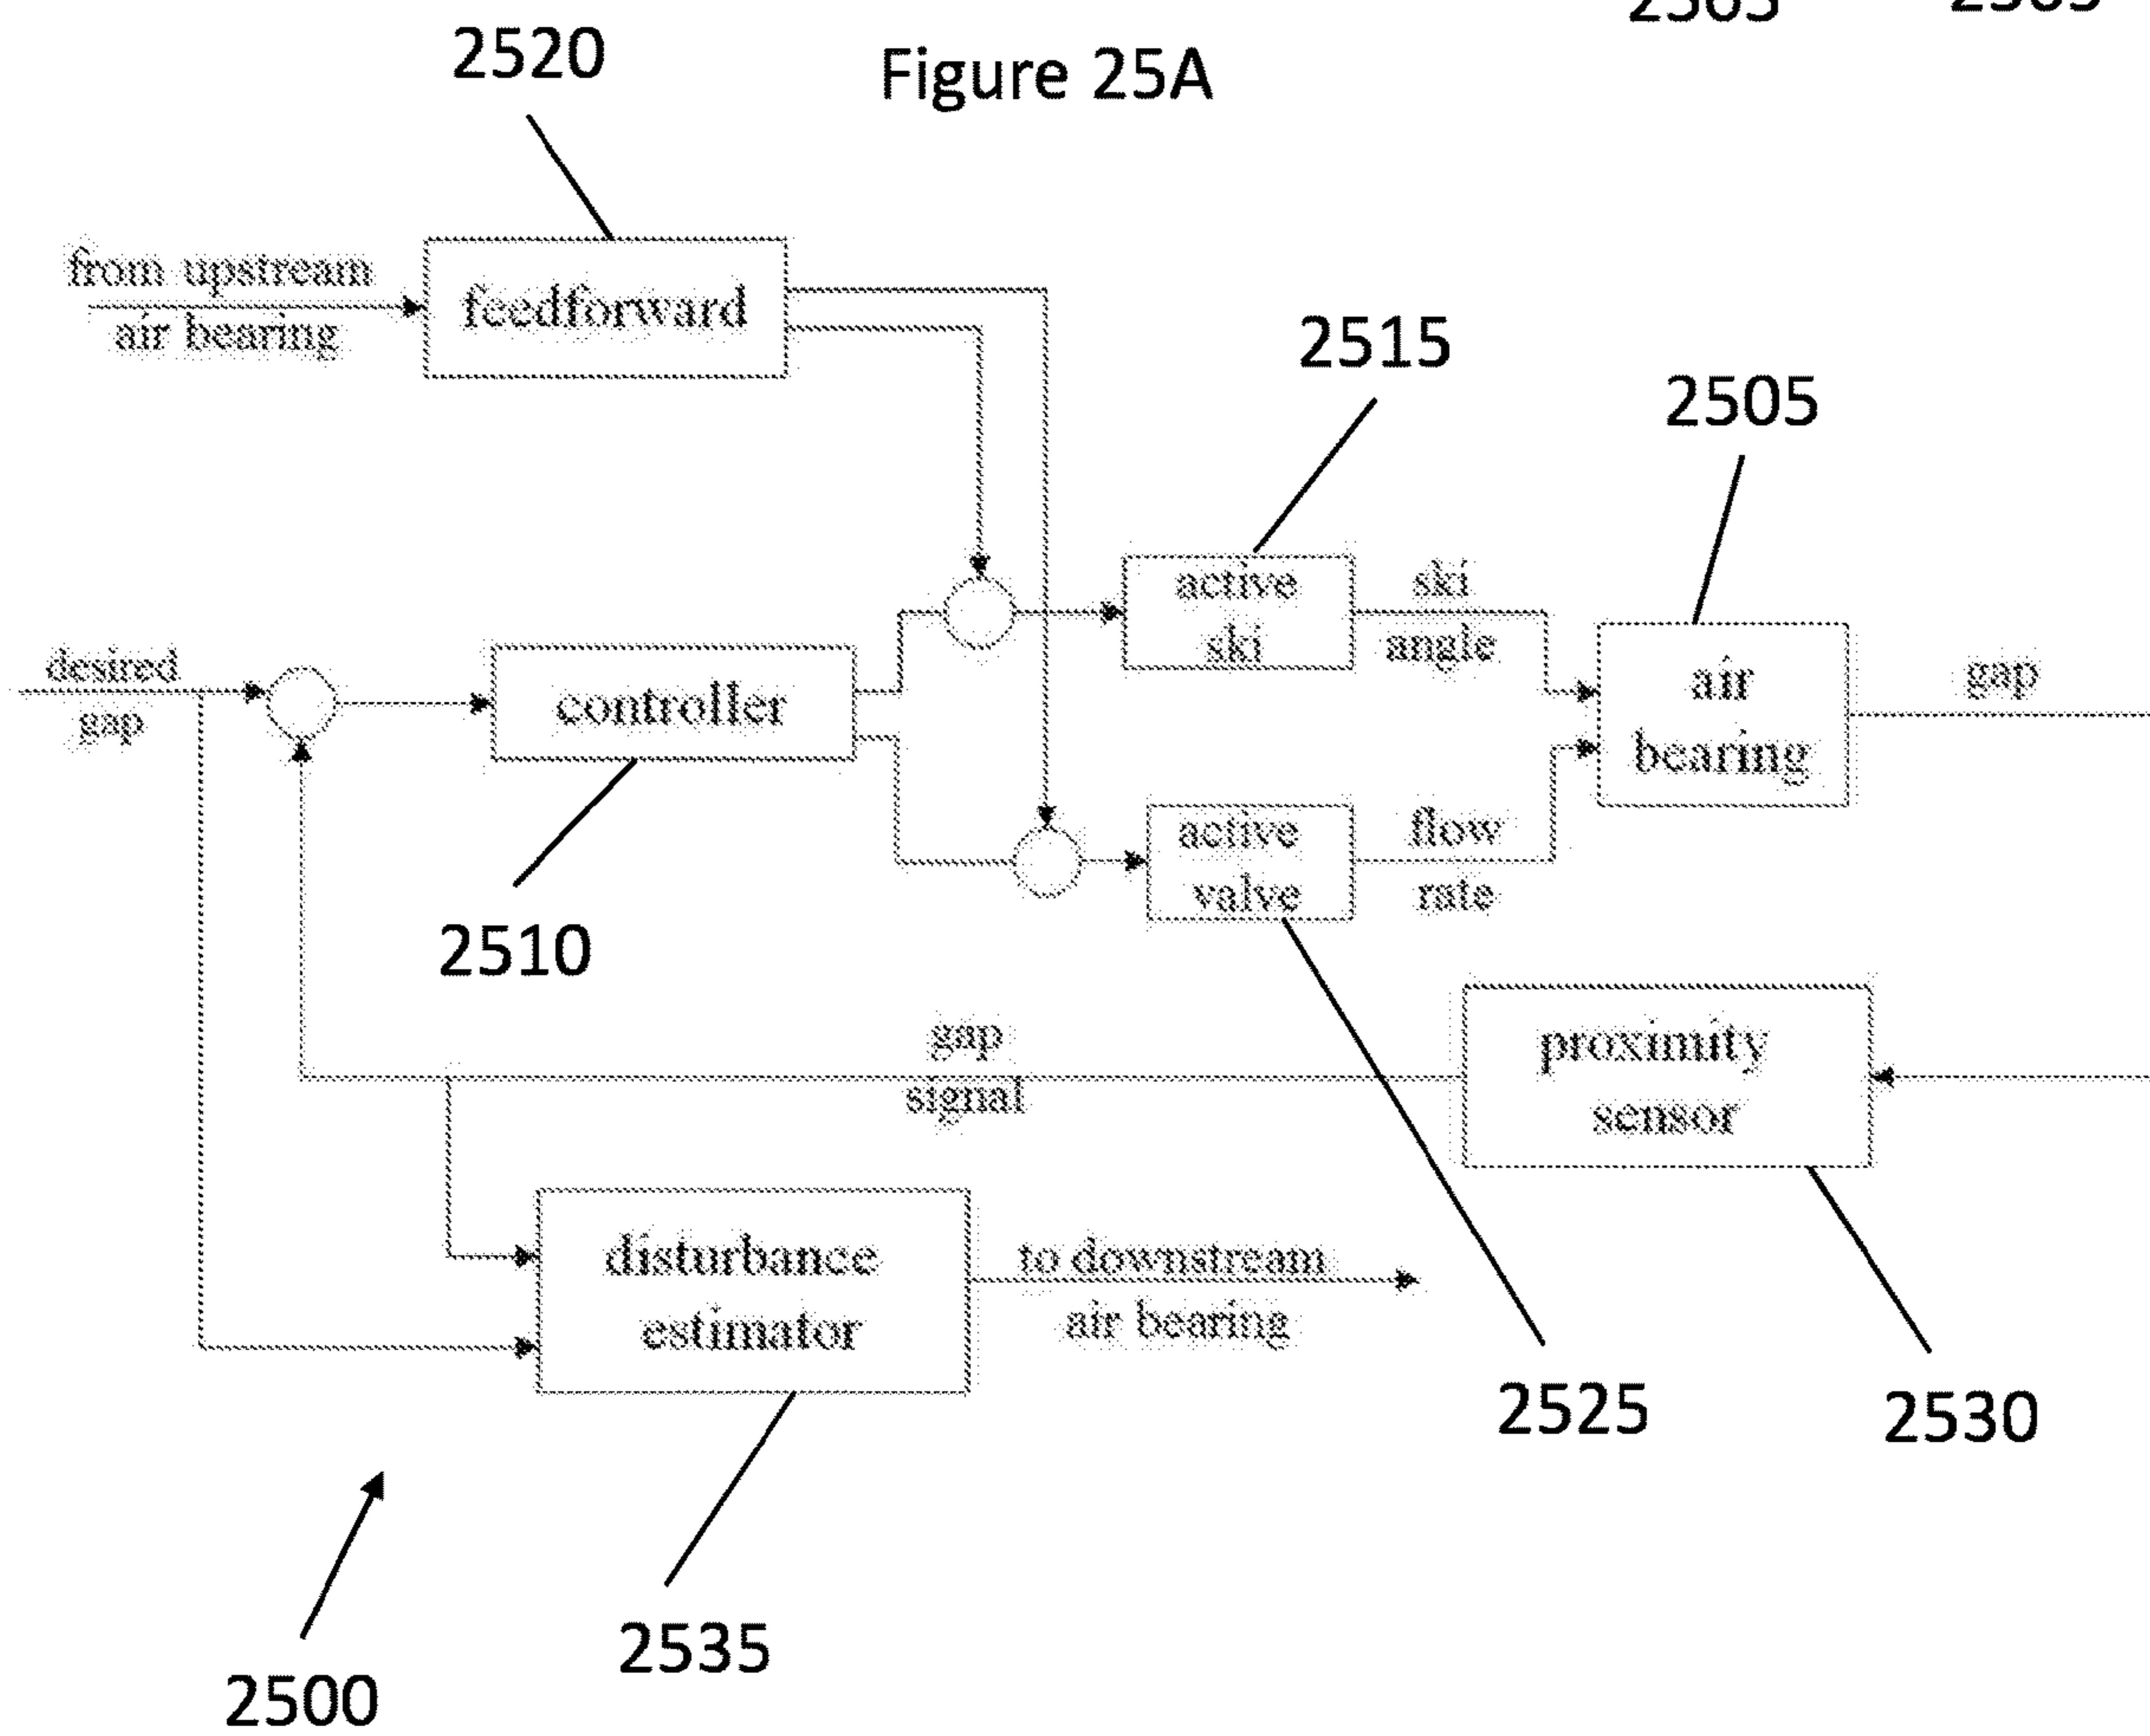 2520
Figure 25A
from upstream
air bearing
feedforward
2515
2505
active
ski
ski
angle
desired
gap
controller
air
bearing
gap
active
valve
flow
rate
2510
gap
signal
proximity
sensor
disturbance
estimator
to downstream
air bearing
2525
2530
2535
2500